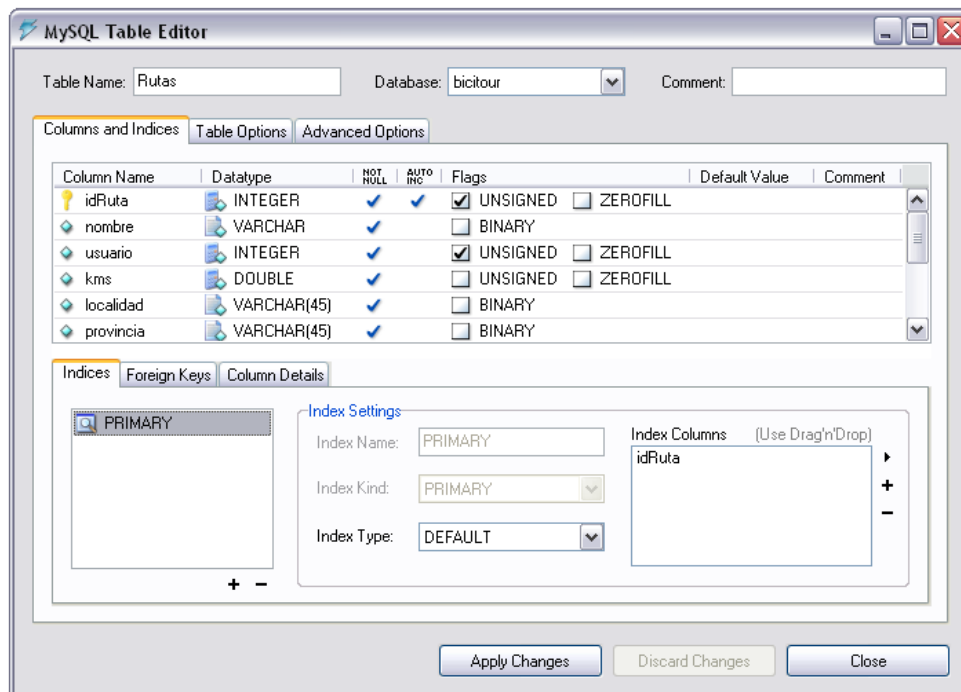 MySQL Table Editor
Table Name: Rutas Database: bicitour Comment:
Columns and Indices Table Options Advanced Options
Column Name Datatype NOT NULL AUTO INC Flags Default Value Comment
idRuta INTEGER UNSIGNED ZEROFILL
nombre VARCHAR BINARY
usuario INTEGER UNSIGNED ZEROFILL
kms DOUBLE UNSIGNED ZEROFILL
localidad VARCHAR(45) BINARY
provincia VARCHAR(45) BINARY
Indices Foreign Keys Column Details
PRIMARY
Index Settings
Index Name: PRIMARY
Index Kind: PRIMARY
Index Type: DEFAULT
Index Columns (Use Drag'n'Drop)
idRuta
Apply Changes Discard Changes Close